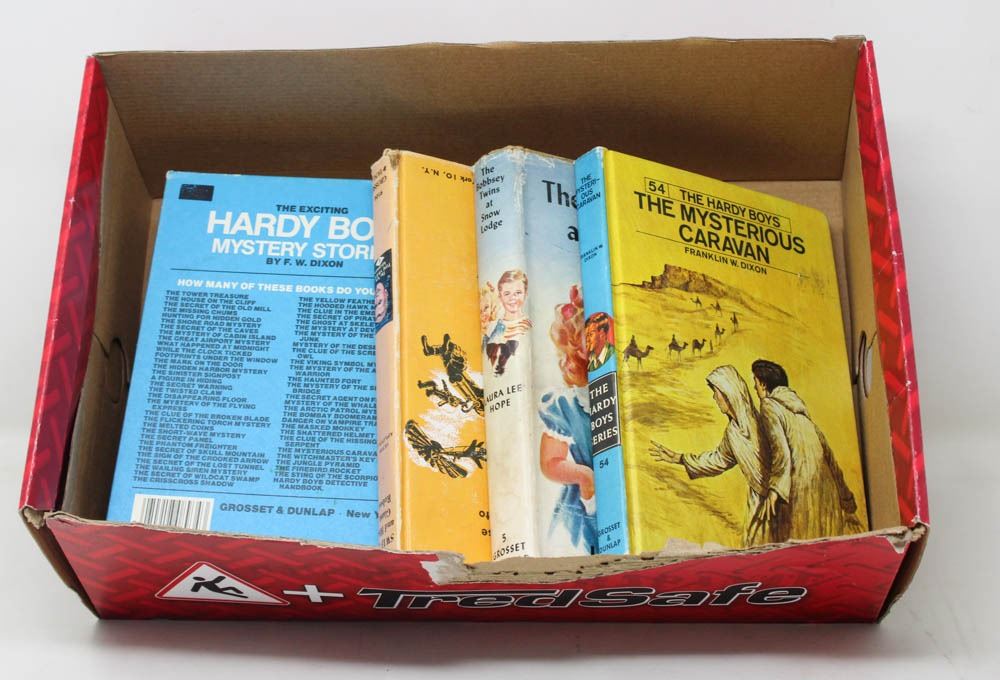 THE EXCITING
HARDY BO
MYSTERY STORI
BY F. W. DIXON
HOW MANY OF THESE BOOKS DO YOU
THE TOWER TREASURE
THE HOUSE ON THE CLIFF
THE SECRET OF THE OLD MILL
THE MISSING CHUMS
HUNTING FOR HIDDEN GOLD
THE SHORE ROAD MYSTERY
THE SECRET OF THE CAVES
THE MYSTERY OF CABIN ISLAND
THE GREAT AIRPORT MYSTERY
WHAT HAPPENED AT MIDNIGHT
WHILE THE CLOCK TICKED
FOOTPRINTS UNDER THE WINDOW
THE MARK ON THE DOOR
THE HIDDEN HARBOR MYSTERY
THE SINISTER SIGNPOST
A FIGURE IN HIDING
THE SECRET WARNING
THE TWISTED CLAW
THE DISAPPEARING FLOOR
THE MYSTERY OF THE FLYING
EXPRESS
THE CLUE OF THE BROKEN BLADE
THE FLICKERING TORCH MYSTERY
THE MELTED COINS
THE SHORT-WAVE MYSTERY
THE SECRET PANEL
THE PHANTOM FREIGHTER
THE SECRET OF SKULL MOUNTAIN
THE SIGN OF THE CROOKED ARROW
THE SECRET OF THE LOST TUNNEL
THE WAILING SIREN MYSTERY
THE SECRET OF WILDCAT SWAMP
THE CRISSCROSS SHADOW
THE YELLOW FEATHE
THE HOODED HAWK M
THE CLUE IN THE EM
THE SECRET OF PIRAT
THE GHOST AT SKELE
THE MYSTERY AT DEV
THE MYSTERY OF THE
JUNK
MYSTERY OF THE DESE
THE CLUE OF THE SCRE
OWL
THE VIKING SYMBOL MY
THE MYSTERY OF THE A
WARRIOR
THE HAUNTED FORT
THE MYSTERY OF THE S
BRIDGE
THE SECRET AGENT ON F
MYSTERY OF THE WHALE
THE ARCTIC PATROL MYS
THE BOMBAY BOOMERAN
DANGER ON VAMPIRE TRA
THE MASKED MONKEY
THE SHATTERED HELMET
THE CLUE OF THE HISSING
SERPENT
THE MYSTERIOUS CARAVA
THE WITCHMASTER'S KEY
THE JUNGLE PYRAMID
THE FIREBIRD ROCKET
THE STING OF THE SCORPIO
HARDY BOYS DETECTIVE
HANDBOOK
GROSSET & DUNLAP · New Y
ork 10, N.Y.
The
Bobbsey
Twins
at
Snow
Lodge
LAURA LEE
HOPE
5
GROSSET
The
a
THE
MYSTERI-
OUS
CARAVAN
FRANKLIN W.
DIXON
THE
HARDY
BOYS
SERIES
54
GROSSET
& DUNLAP
54 THE HARDY BOYS
THE MYSTERIOUS
CARAVAN
FRANKLIN W. DIXON
+ TredSafe